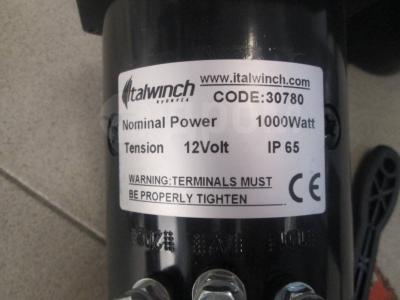 italwinch
www.italwinch.com
CODE:30780
Nominal Power 1000Watt
Tension 12Volt IP 65
WARNING:TERMINALS MUST
BE PROPERLY TIGHTEN
CE